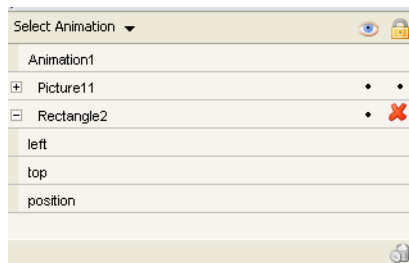 Select Animation
Animation1
Picture11
Rectangle2
left
top
position